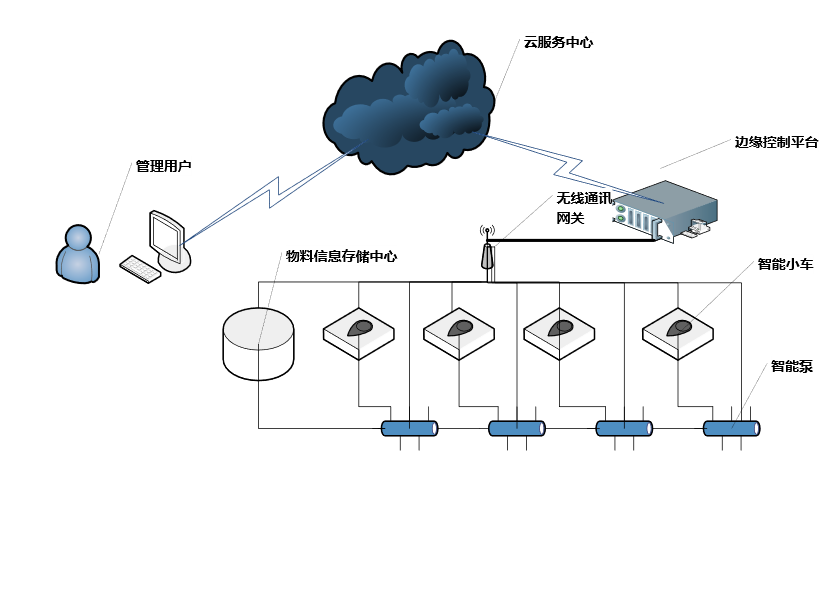 云服务中心
边缘控制平台
管理用户
无线通讯
网关
物料信息存储中心
智能小车
智能泵